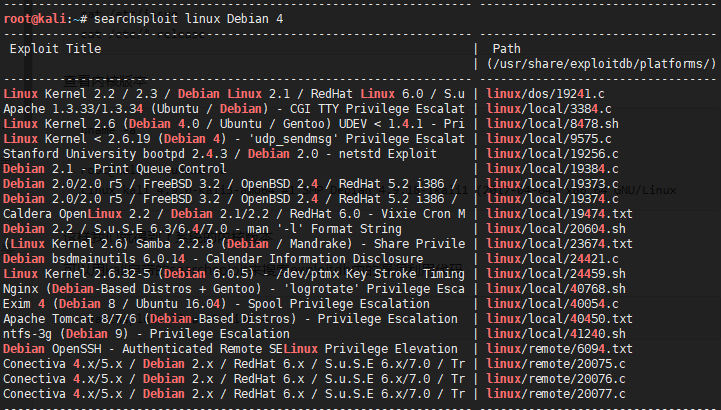 root@kali:~# searchsploit linux Debian 4
Exploit Title | Path
| (/usr/share/exploitdb/platforms/)
Linux Kernel 2.2 / 2.3 / Debian Linux 2.1 / RedHat Linux 6.0 / S.u | linux/dos/19241.c
Apache 1.3.33/1.3.34 (Ubuntu / Debian) - CGI TTY Privilege Escalat | linux/local/3384.c
Linux Kernel 2.6 (Debian 4.0 / Ubuntu / Gentoo) UDEV < 1.4.1 - Pri | linux/local/8478.sh
Linux Kernel < 2.6.19 (Debian 4) - 'udp_sendmsg' Privilege Escalat | linux/local/9575.c
Stanford University bootpd 2.4.3 / Debian 2.0 - netstd Exploit | linux/local/19256.c
Debian 2.1 - Print Queue Control | linux/local/19384.c
Debian 2.0/2.0 r5 / FreeBSD 3.2 / OpenBSD 2.4 / RedHat 5.2 i386 / | linux/local/19373.c
Debian 2.0/2.0 r5 / FreeBSD 3.2 / OpenBSD 2.4 / RedHat 5.2 i386 / | linux/local/19374.c
Caldera OpenLinux 2.2 / Debian 2.1/2.2 / RedHat 6.0 - Vixie Cron M | linux/local/19474.txt
Debian 2.2 / S.u.S.E 6.3/6.4/7.0 - man '-l' Format String | linux/local/20604.sh
(Linux Kernel 2.6) Samba 2.2.8 (Debian / Mandrake) - Share Privile | linux/local/23674.txt
Debian bsdmainutils 6.0.14 - Calendar Information Disclosure | linux/local/24421.c
Linux Kernel 2.2.3.5-23 (Debian 6.0.5) - '/dev/ptmx' Key Stroke Timing | linux/local/24459.sh
Nginx (Debian-Based Distros + Gentoo) - 'logrotate' Privilege Esca | linux/local/40768.sh
Exim 4 (Debian 8 / Ubuntu 16.04) - Spool Privilege Escalation | linux/local/40054.c
Apache Tomcat 8/7/6 (Debian-Based Distros) - Privilege Escalation | linux/local/40450.txt
ntfs-3g (Debian 9) - Privilege Escalation | linux/local/41240.sh
Debian OpenSSH - Authenticated Remote SELinux Privilege Elevation | linux/remote/6094.txt
Conectiva 4.x/5.x / Debian 2.x / RedHat 6.x / S.u.S.E 6.x/7.0 / Tr | linux/remote/20075.c
Conectiva 4.x/5.x / Debian 2.x / RedHat 6.x / S.u.S.E 6.x/7.0 / Tr | linux/remote/20076.c
Conectiva 4.x/5.x / Debian 2.x / RedHat 6.x / S.u.S.E 6.x/7.0 / Tr | linux/remote/20077.c